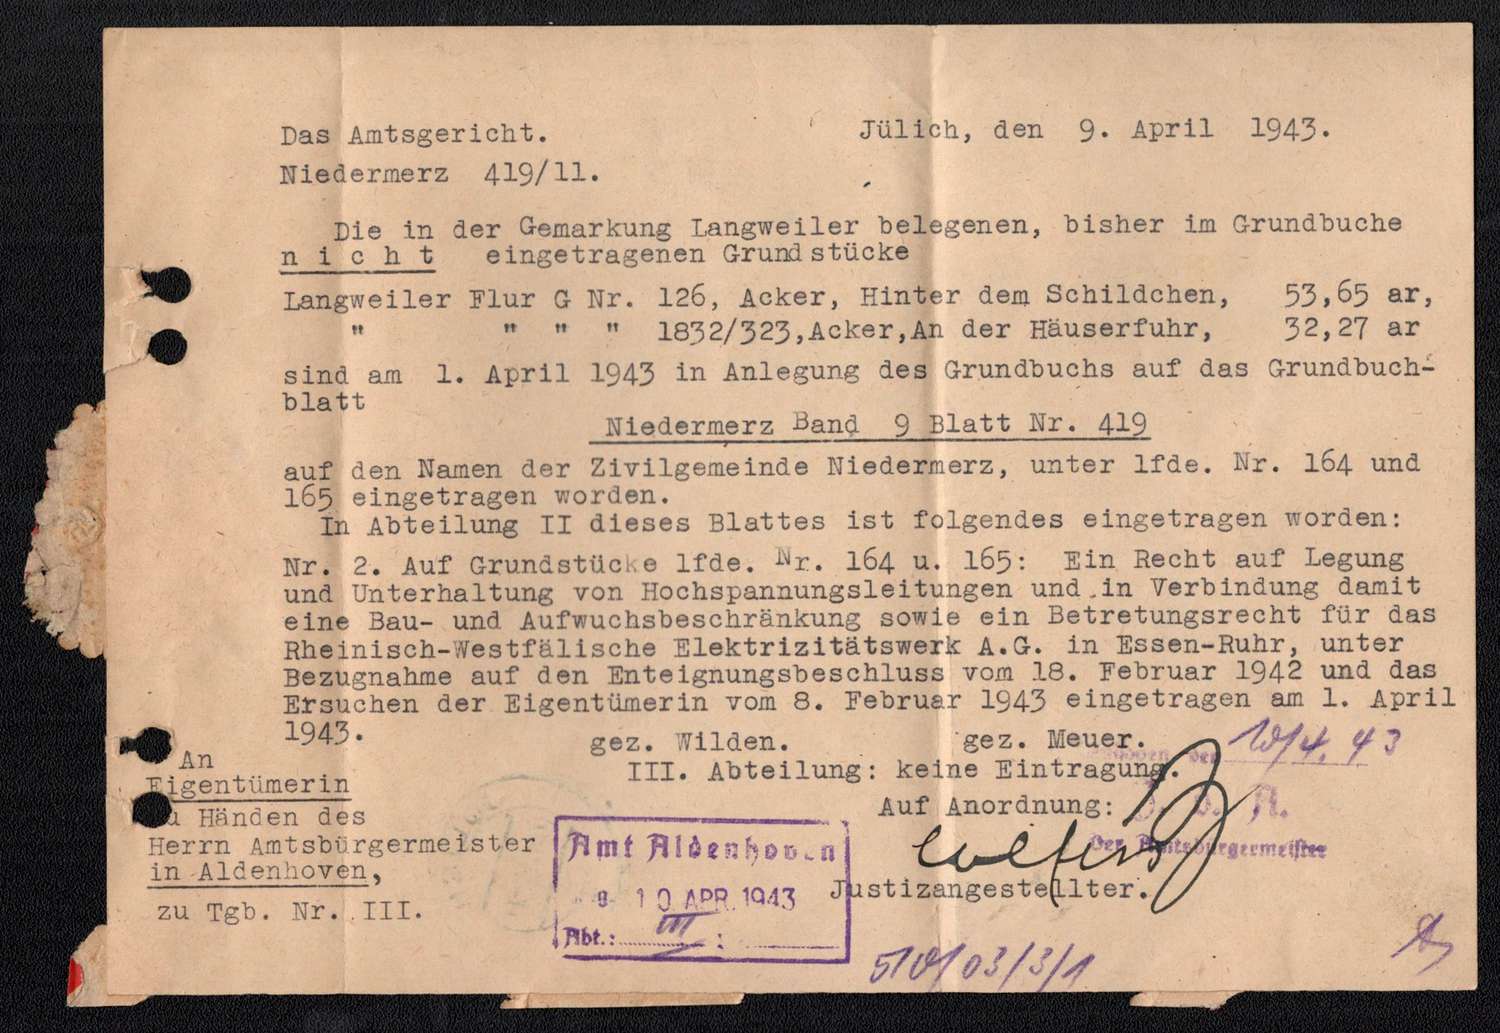 Das Amtsgericht. Jülich, den 9. April 1943.
Niedermerz 419/11.
Die in der Gemarkung Langweiler belegenen, bisher im Grundbuche
n i c h t eingetragenen Grundstücke
Langweiler Flur G Nr. 126, Acker, Hinter dem Schildchen, 53,65 ar,
" " " " 1832/323,Acker,An der Häuserfuhr, 32,27 ar
sind am 1. April 1943 in Anlegung des Grundbuchs auf das Grundbuch-
blatt
Niedermerz Band 9 Blatt Nr. 419
auf den Namen der Zivilgemeinde Niedermerz, unter lfde. Nr. 164 und
165 eingetragen worden.
In Abteilung II dieses Blattes ist folgendes eingetragen worden:
Nr. 2. Auf Grundstücke lfde. Nr. 164 u. 165: Ein Recht auf Legung
und Unterhaltung von Hochspannungsleitungen und in Verbindung damit
eine Bau- und Aufwuchsbeschränkung sowie ein Betretungsrecht für das
Rheinisch-Westfälische Elektrizitätswerk A.G. in Essen-Ruhr, unter
Bezugnahme auf den Enteignungsbeschluss vom 18. Februar 1942 und das
Ersuchen der Eigentümerin vom 8. Februar 1943 eingetragen am 1. April
1943.
gez. Wilden. gez. Meuer.
10/4. 43
III. Abteilung: keine Eintragung.
Auf Anordnung:
Der Amtsbürgermeister
Justizangestellter.
An
Eigentümerin
zu Händen des
Herrn Amtsbürgermeister
in Aldenhoven,
zu Tgb. Nr. III.
Amt Aldenhoven
10 APR. 1943
Abt.: III
510/03/3/1